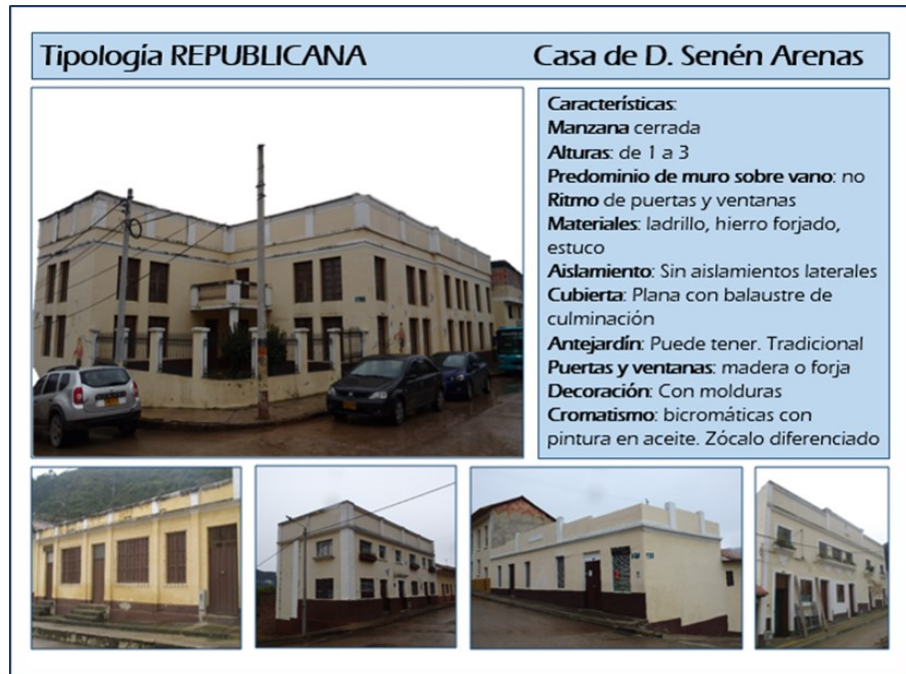 Tipología REPUBLICANA
Casa de D. Senén Arenas
Características:
Manzana cerrada
Alturas: de 1 a 3
Predominio de muro sobre vano: no
Ritmo de puertas y ventanas
Materiales: ladrillo, hierro forjado,
estuco
Aislamiento: Sin aislamientos laterales
Cubierta: Plana con balaustre de
culminación
Antejardín: Puede tener. Tradicional
Puertas y ventanas: madera o forja
Decoración: Con molduras
Cromatismo: bicromáticas con
pintura en aceite. Zócalo diferenciado